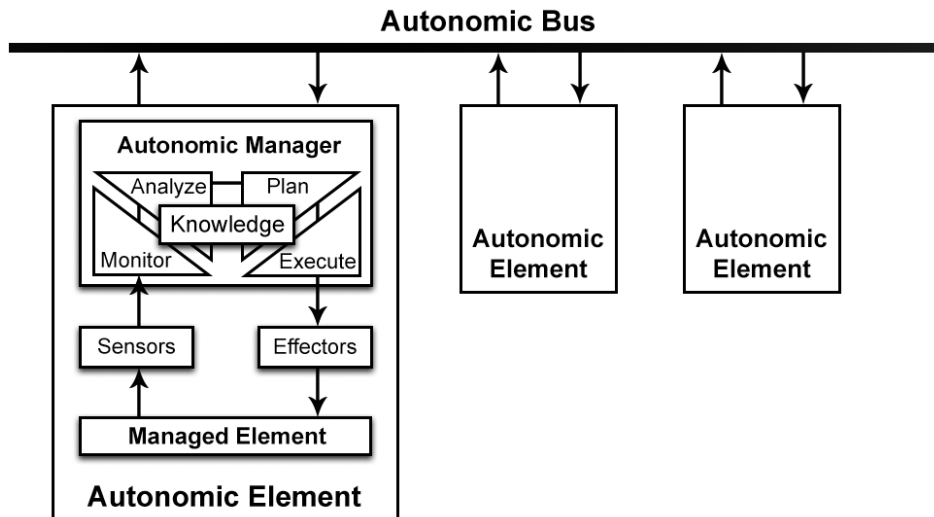 Autonomic Bus
Autonomic Manager
Analyze
Plan
Knowledge
Monitor
Execute
Sensors
Effectors
Managed Element
Autonomic Element
Autonomic
Element
Autonomic
Element